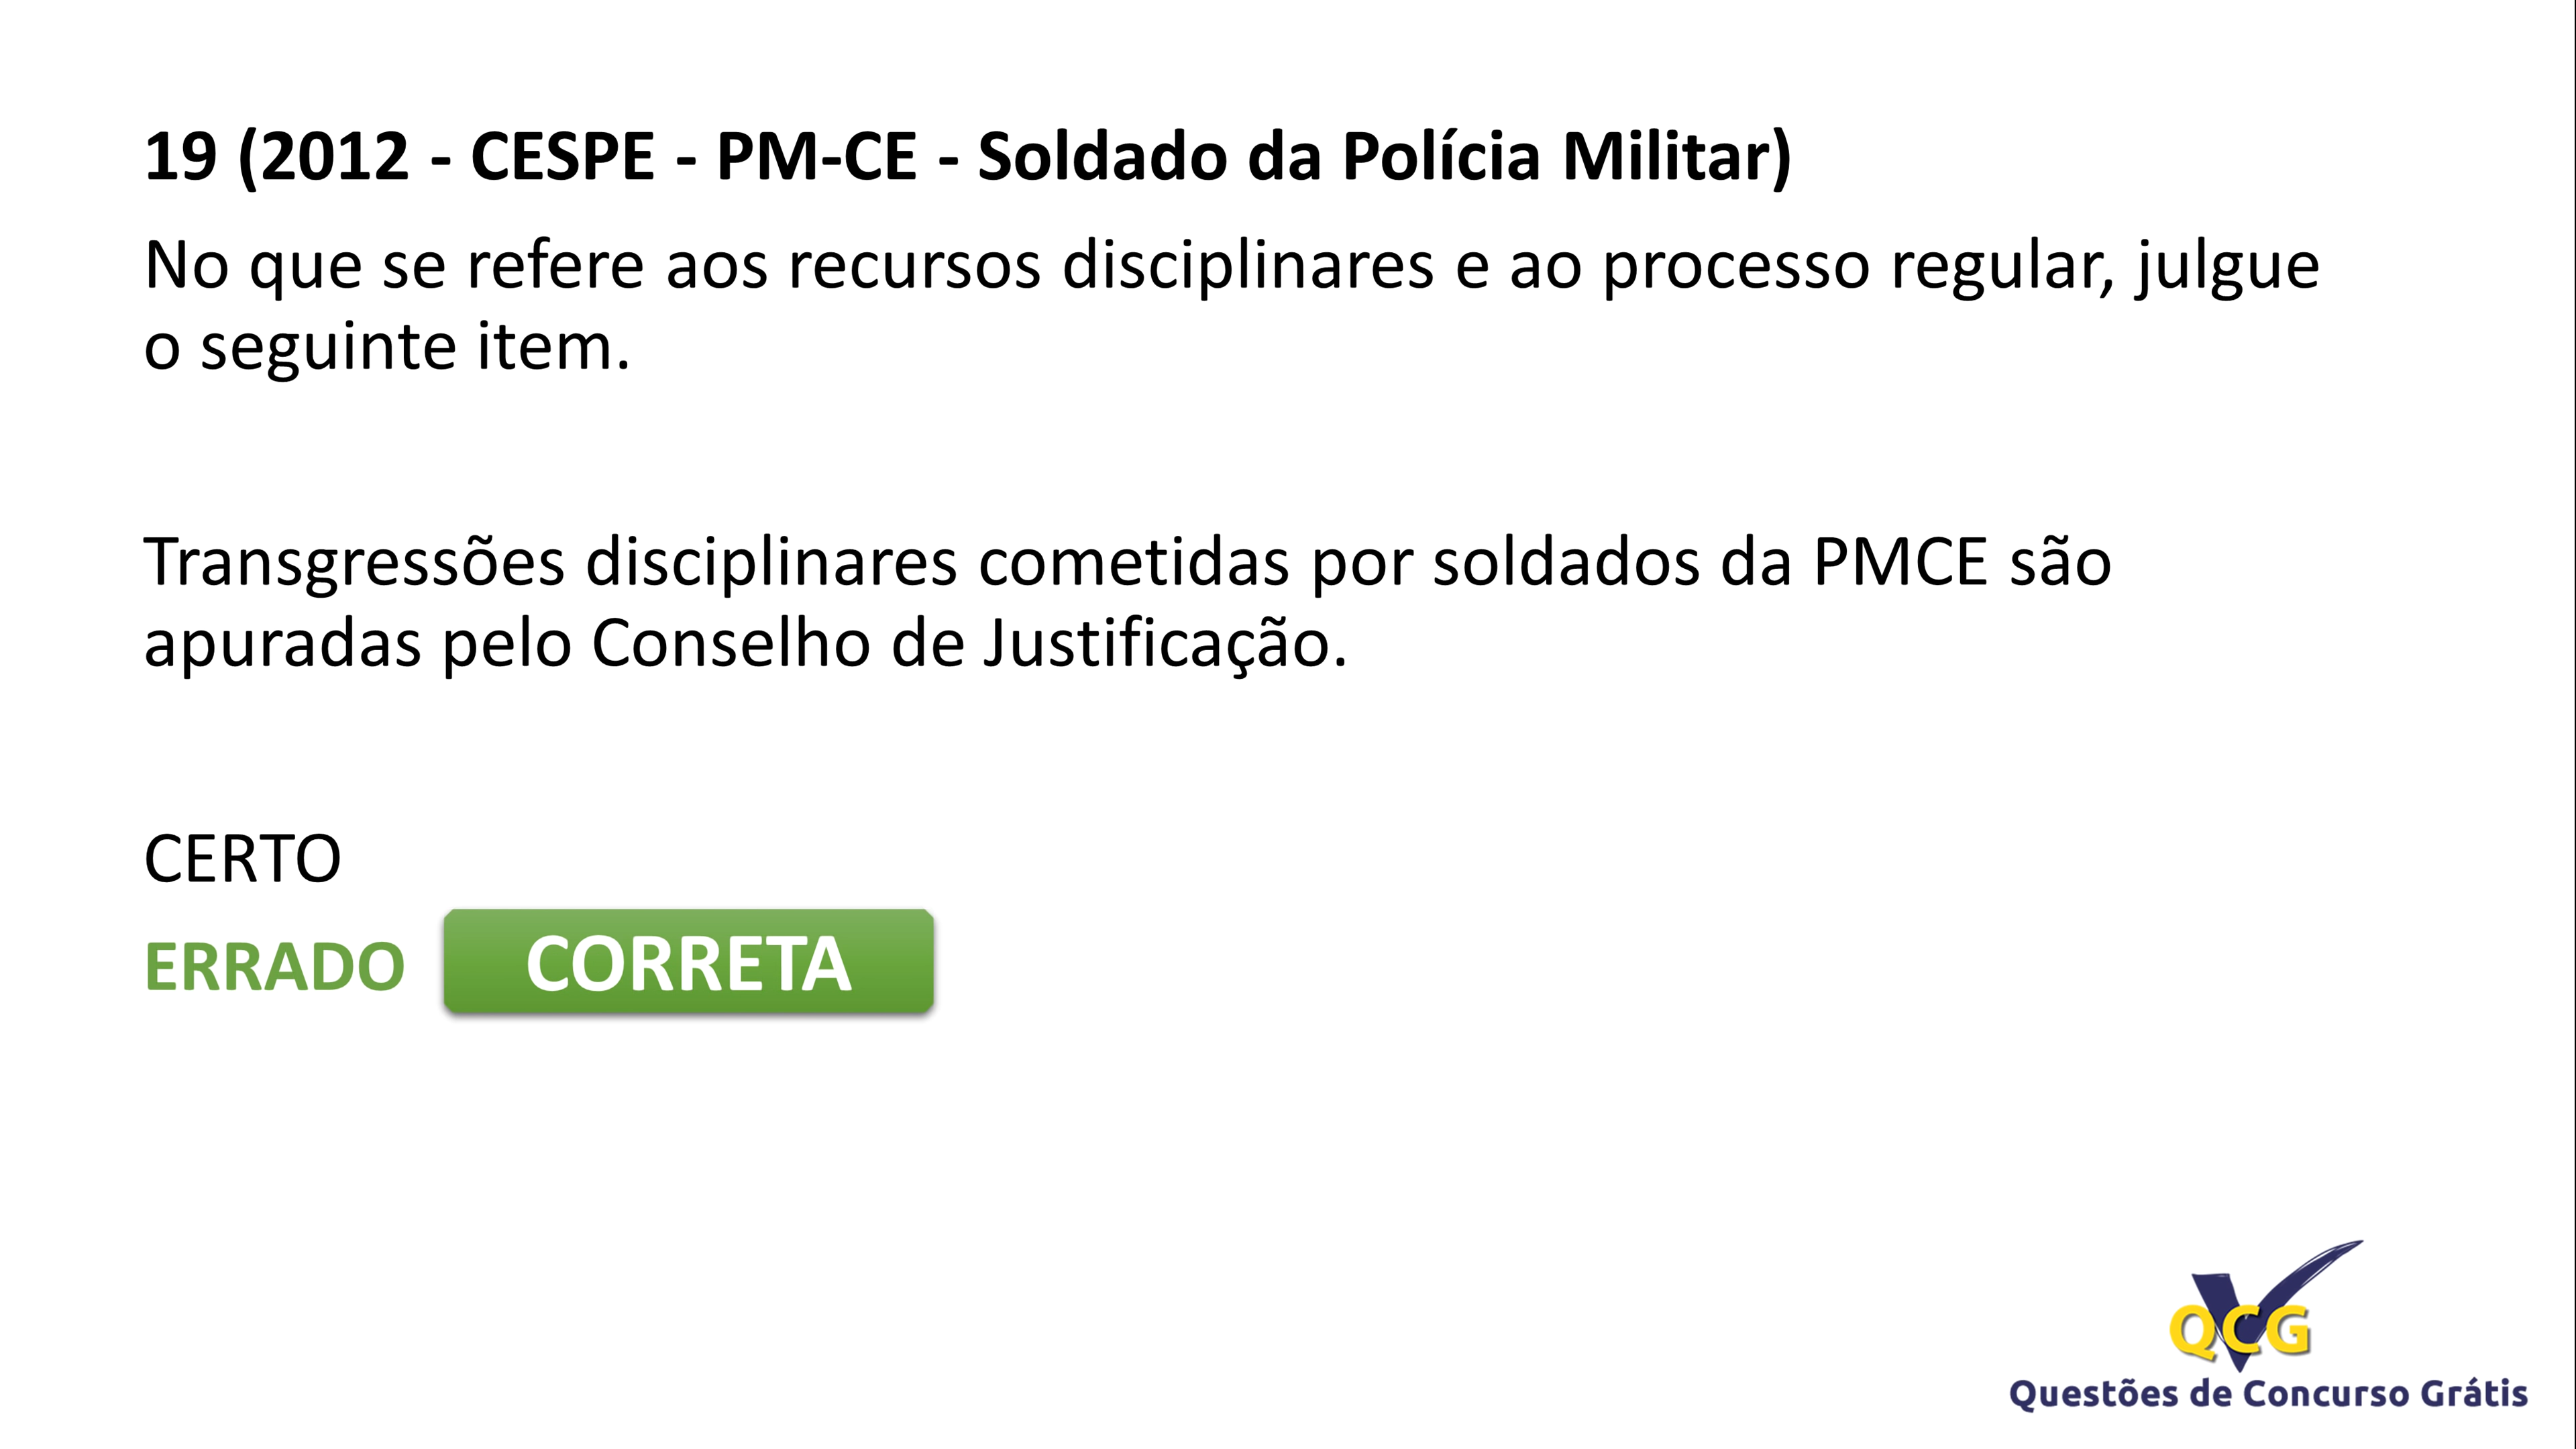 19 (2012 - CESPE - PM-CE - Soldado da Polícia Militar)
No que se refere aos recursos disciplinares e ao processo regular, julgue
o seguinte item.
Transgressões disciplinares cometidas por soldados da PMCE são
apuradas pelo Conselho de Justificação.
CERTO
ERRADO CORRETA
QCG
Questões de Concurso Grátis